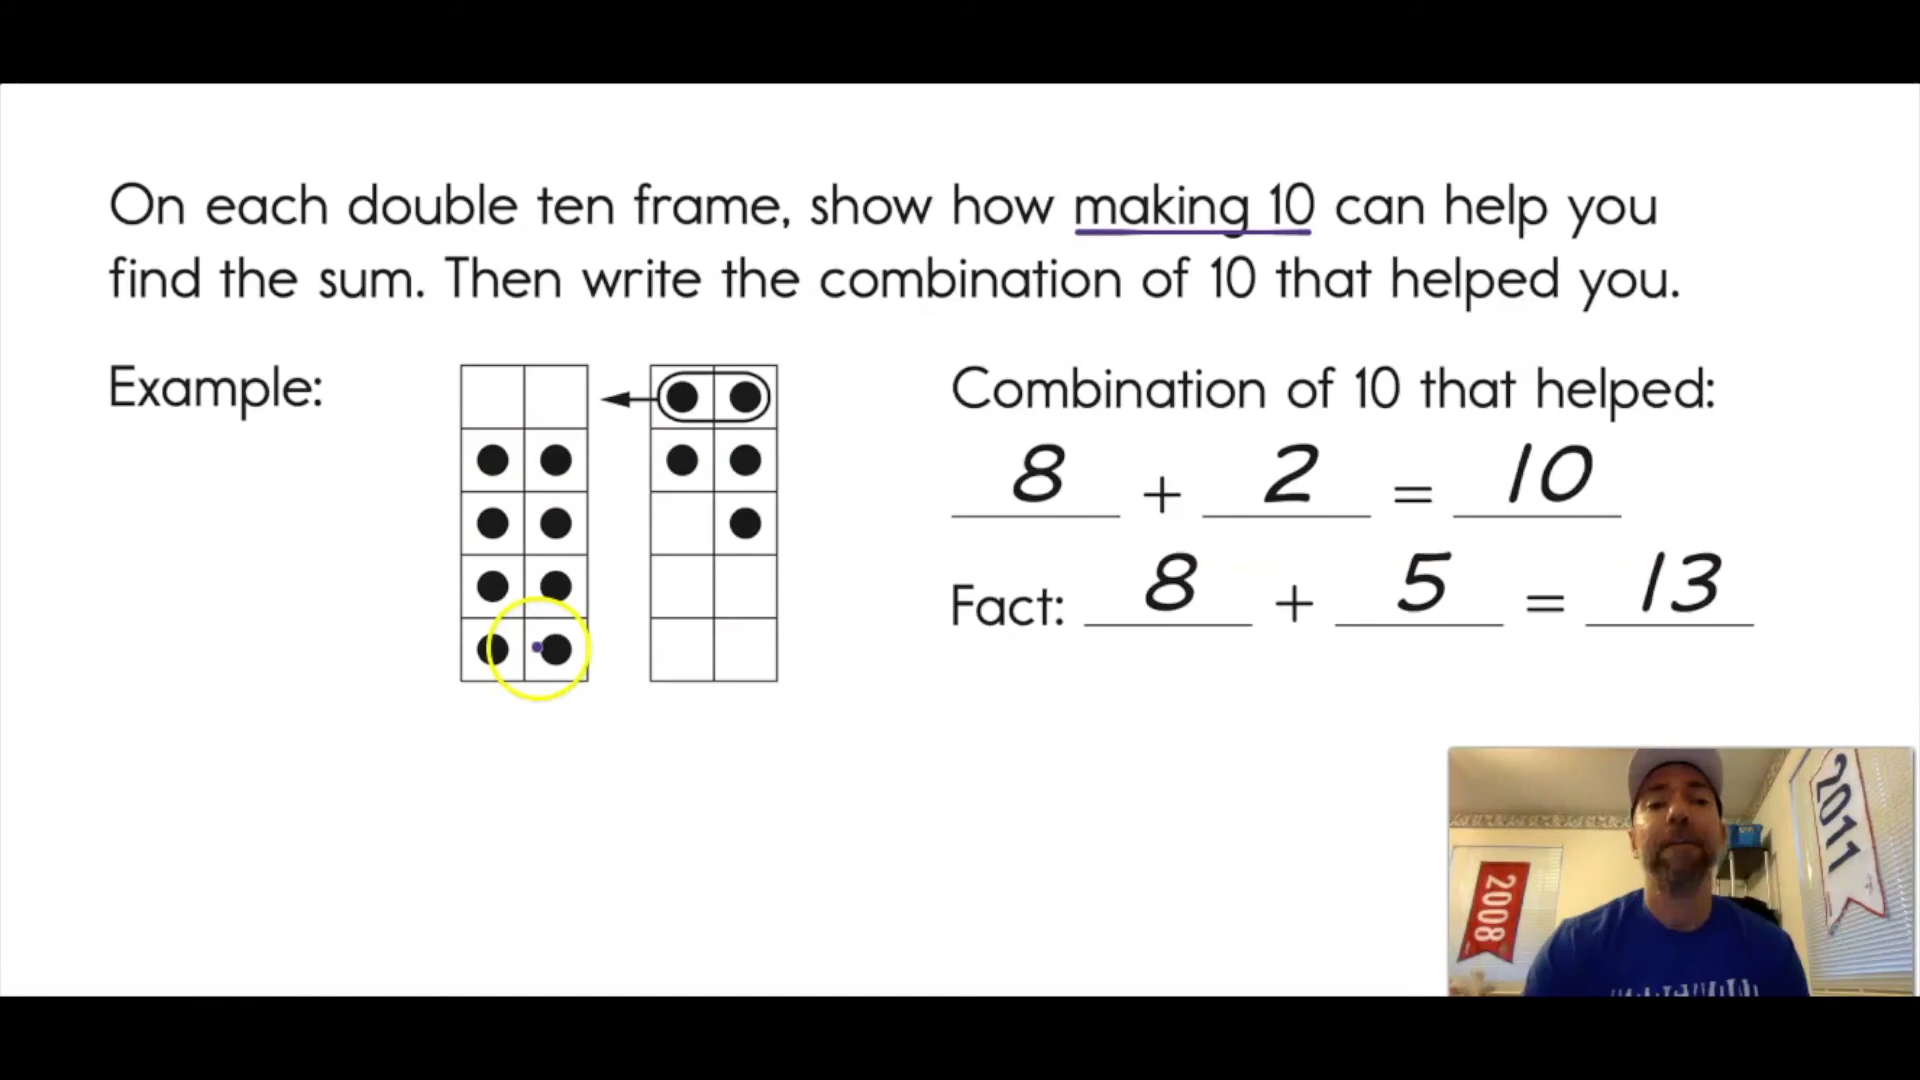 On each double ten frame, show how making 10 can help you
find the sum. Then write the combination of 10 that helped you.
Example:
Combination of 10 that helped:
8 + 2 = 10
Fact: 8 + 5 = 13
2011
2008